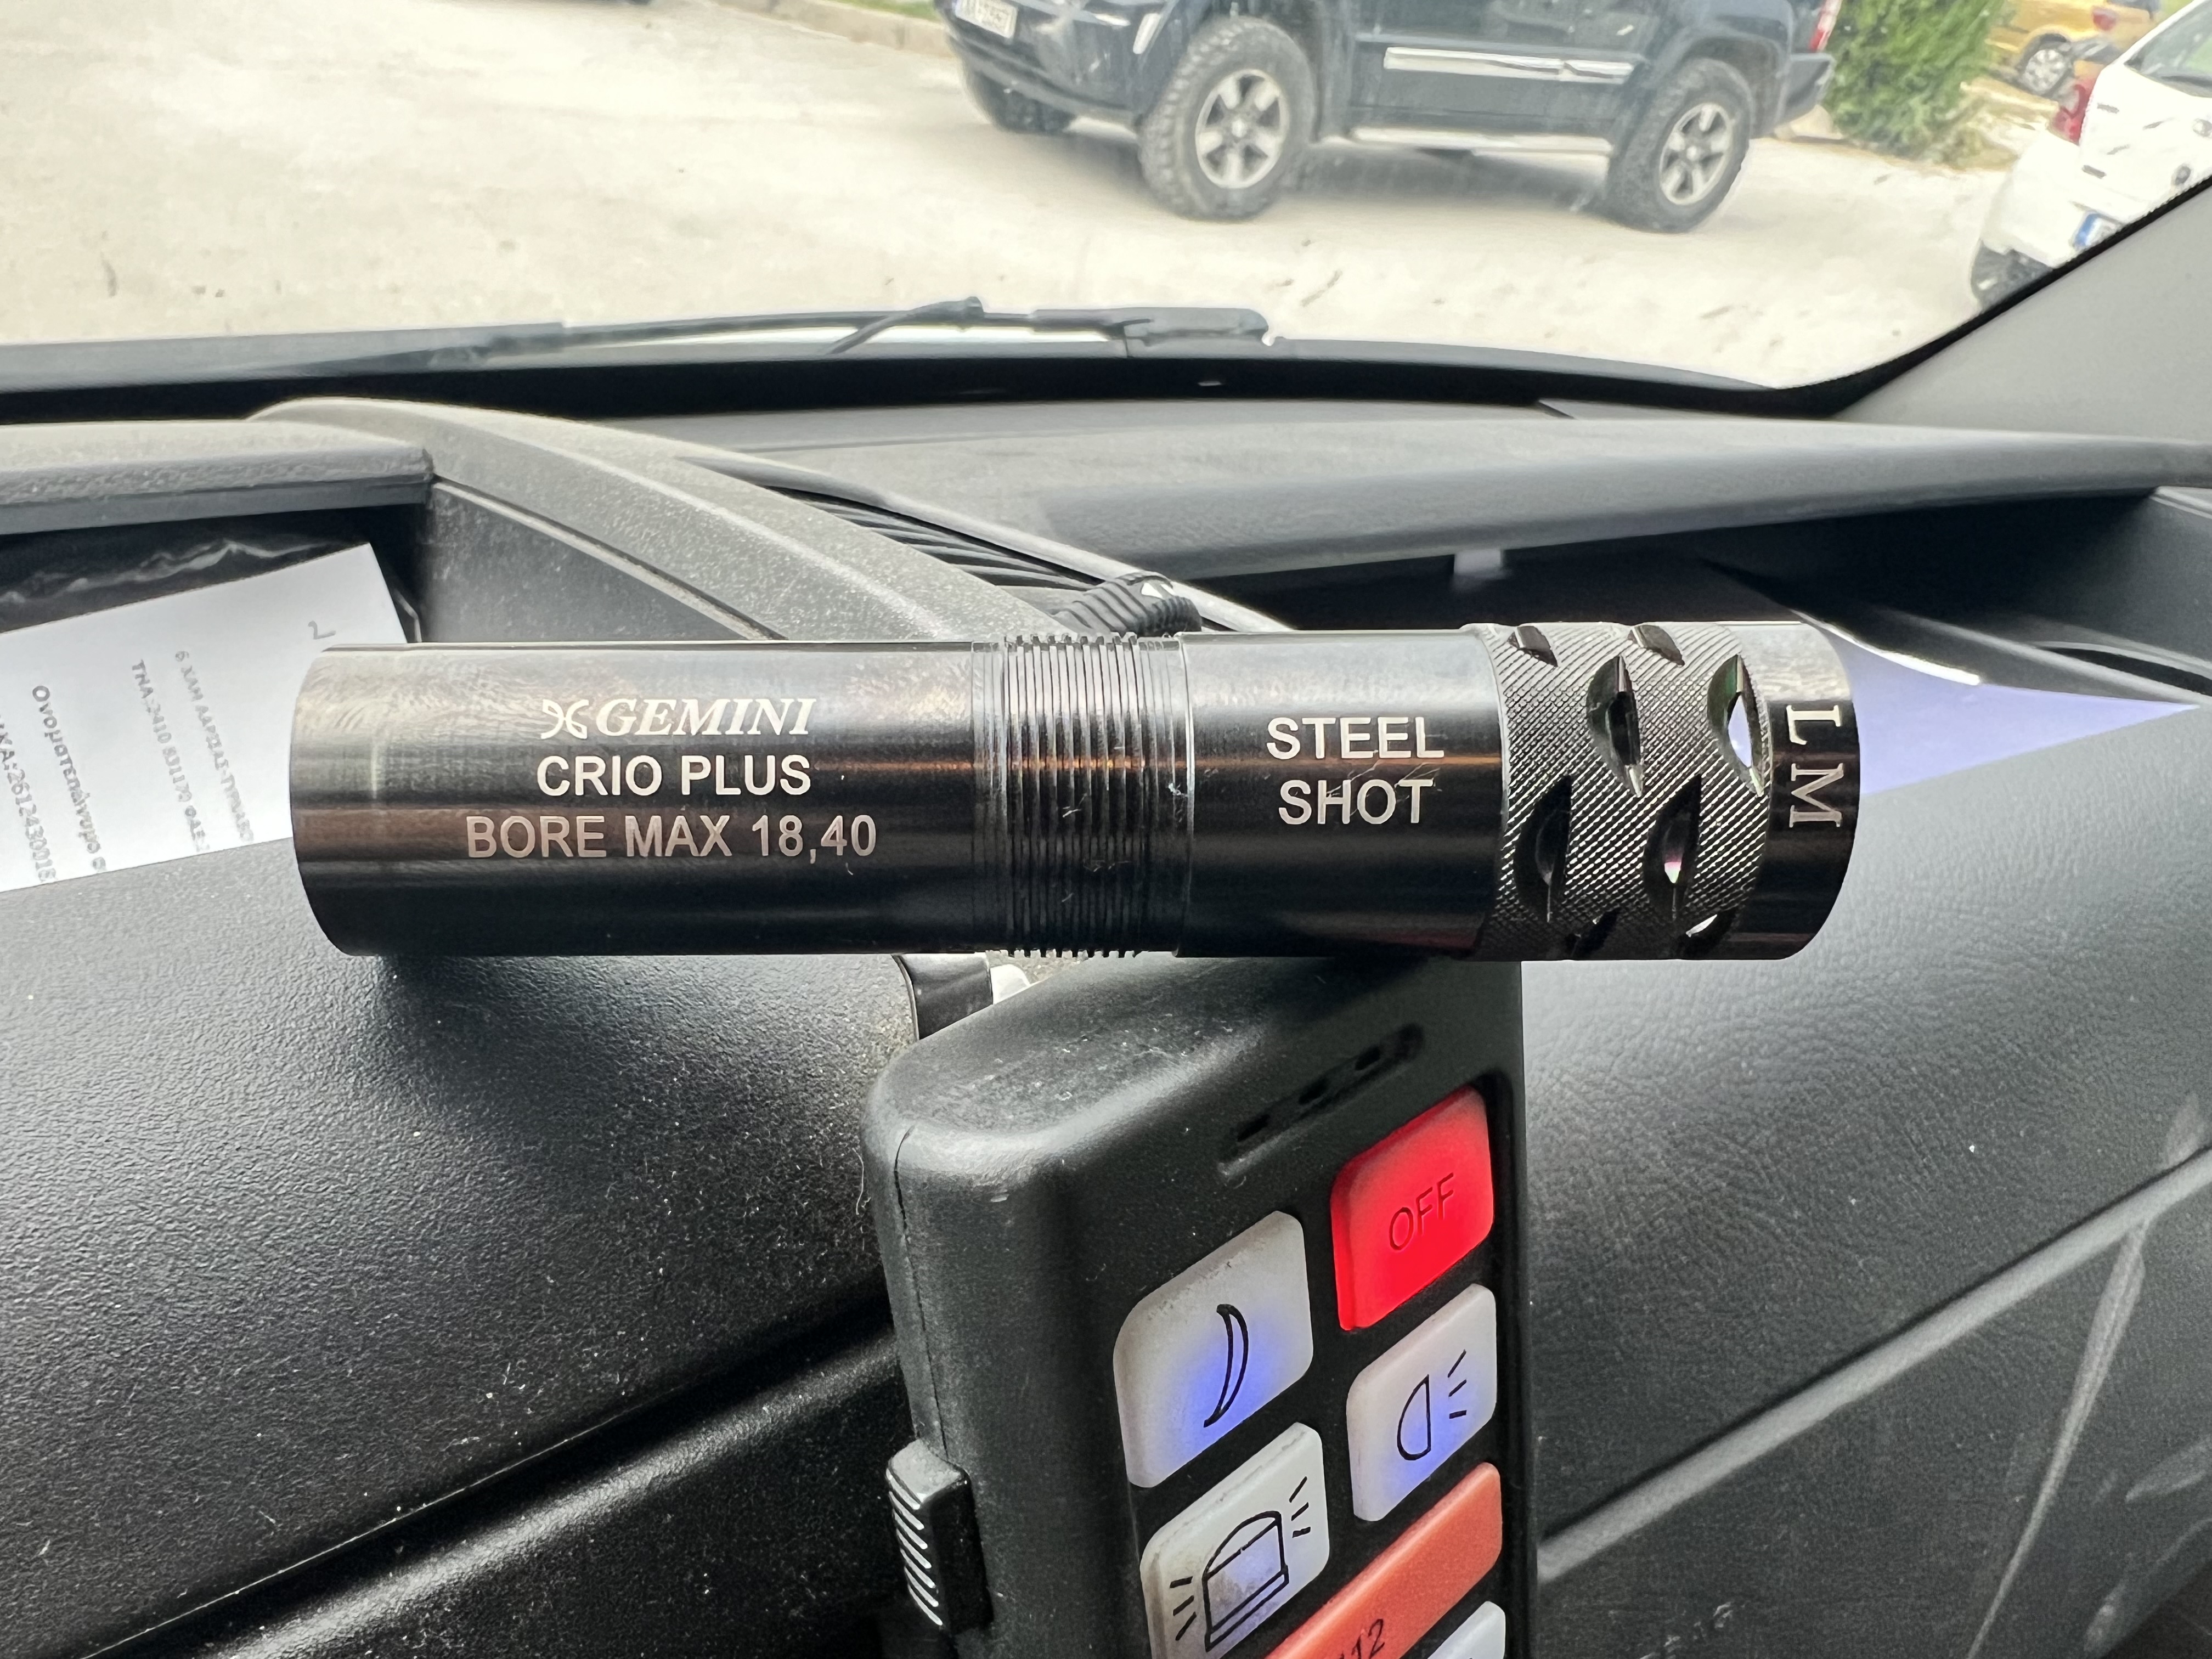 GEMINI
CRIO PLUS
BORE MAX 18,40
STEEL
SHOT
LM
OFF